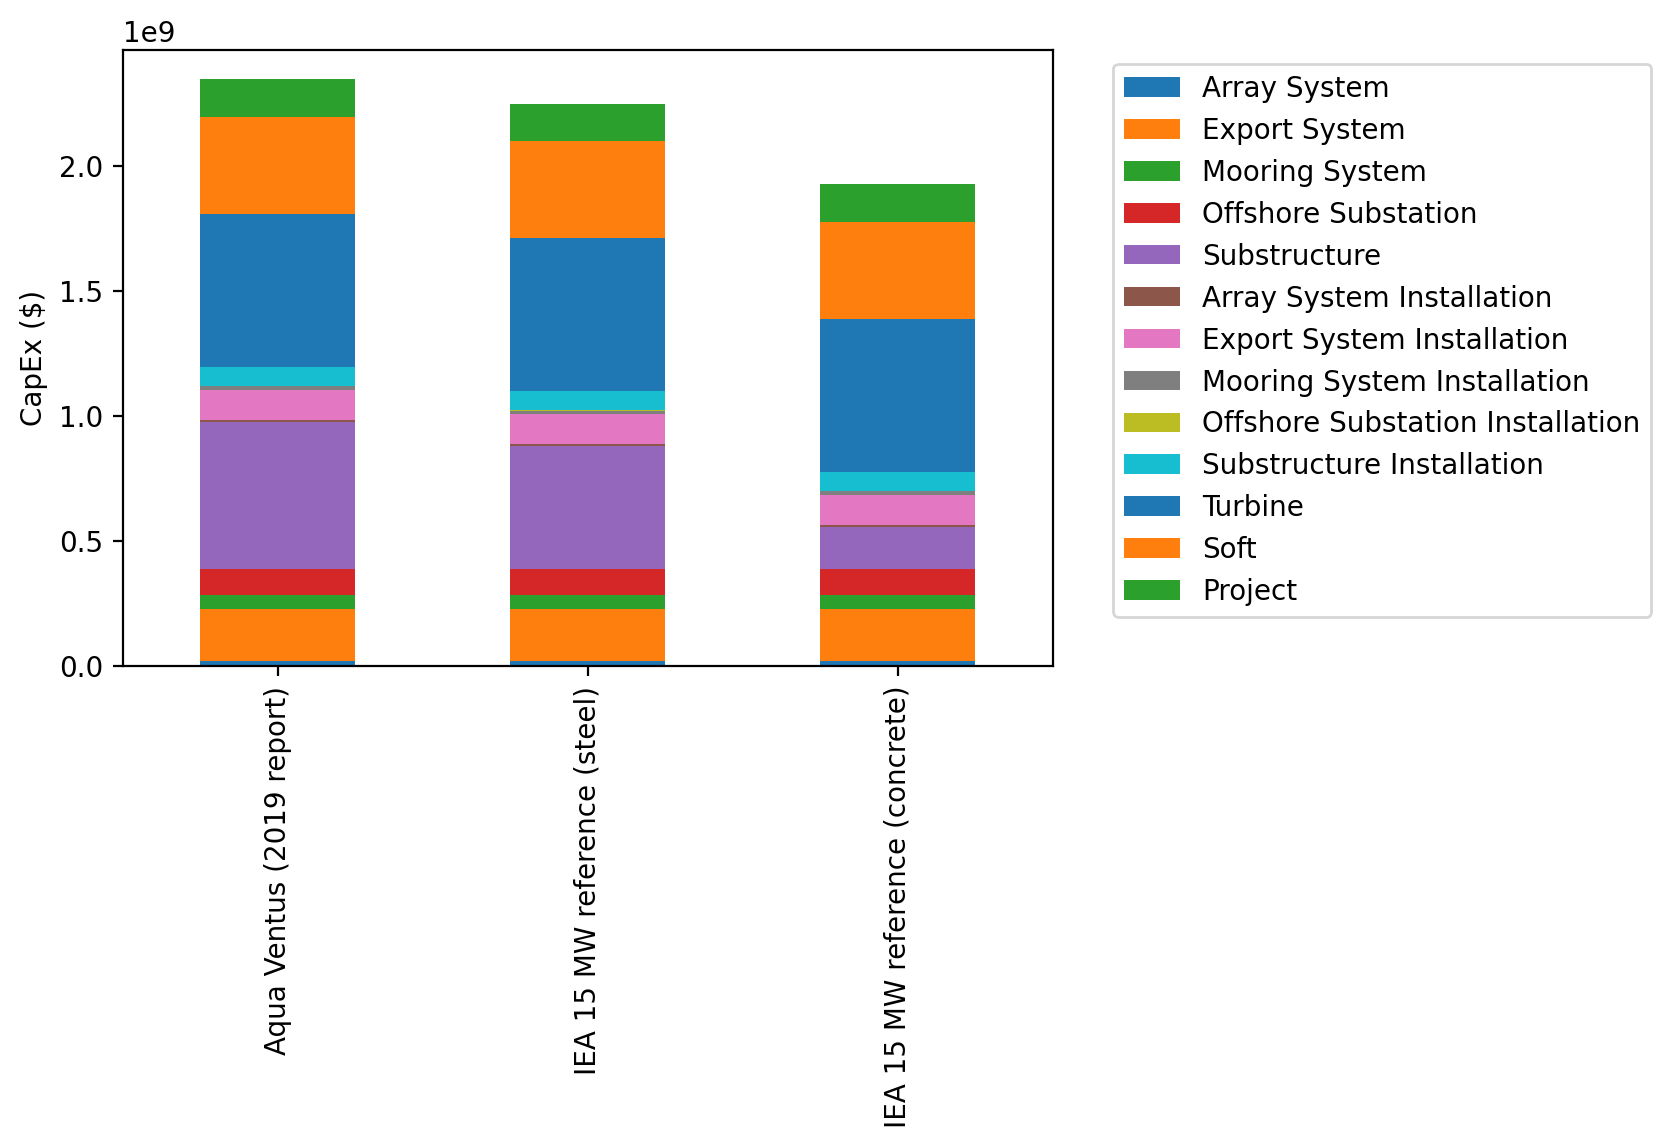 1e9
2.0
1.5
1.0
0.5
0.0
CapEx ($)
Aqua Ventus (2019 report)
IEA 15 MW reference (steel)
IEA 15 MW reference (concrete)
Array System
Export System
Mooring System
Offshore Substation
Substructure
Array System Installation
Export System Installation
Mooring System Installation
Offshore Substation Installation
Substructure Installation
Turbine
Soft
Project